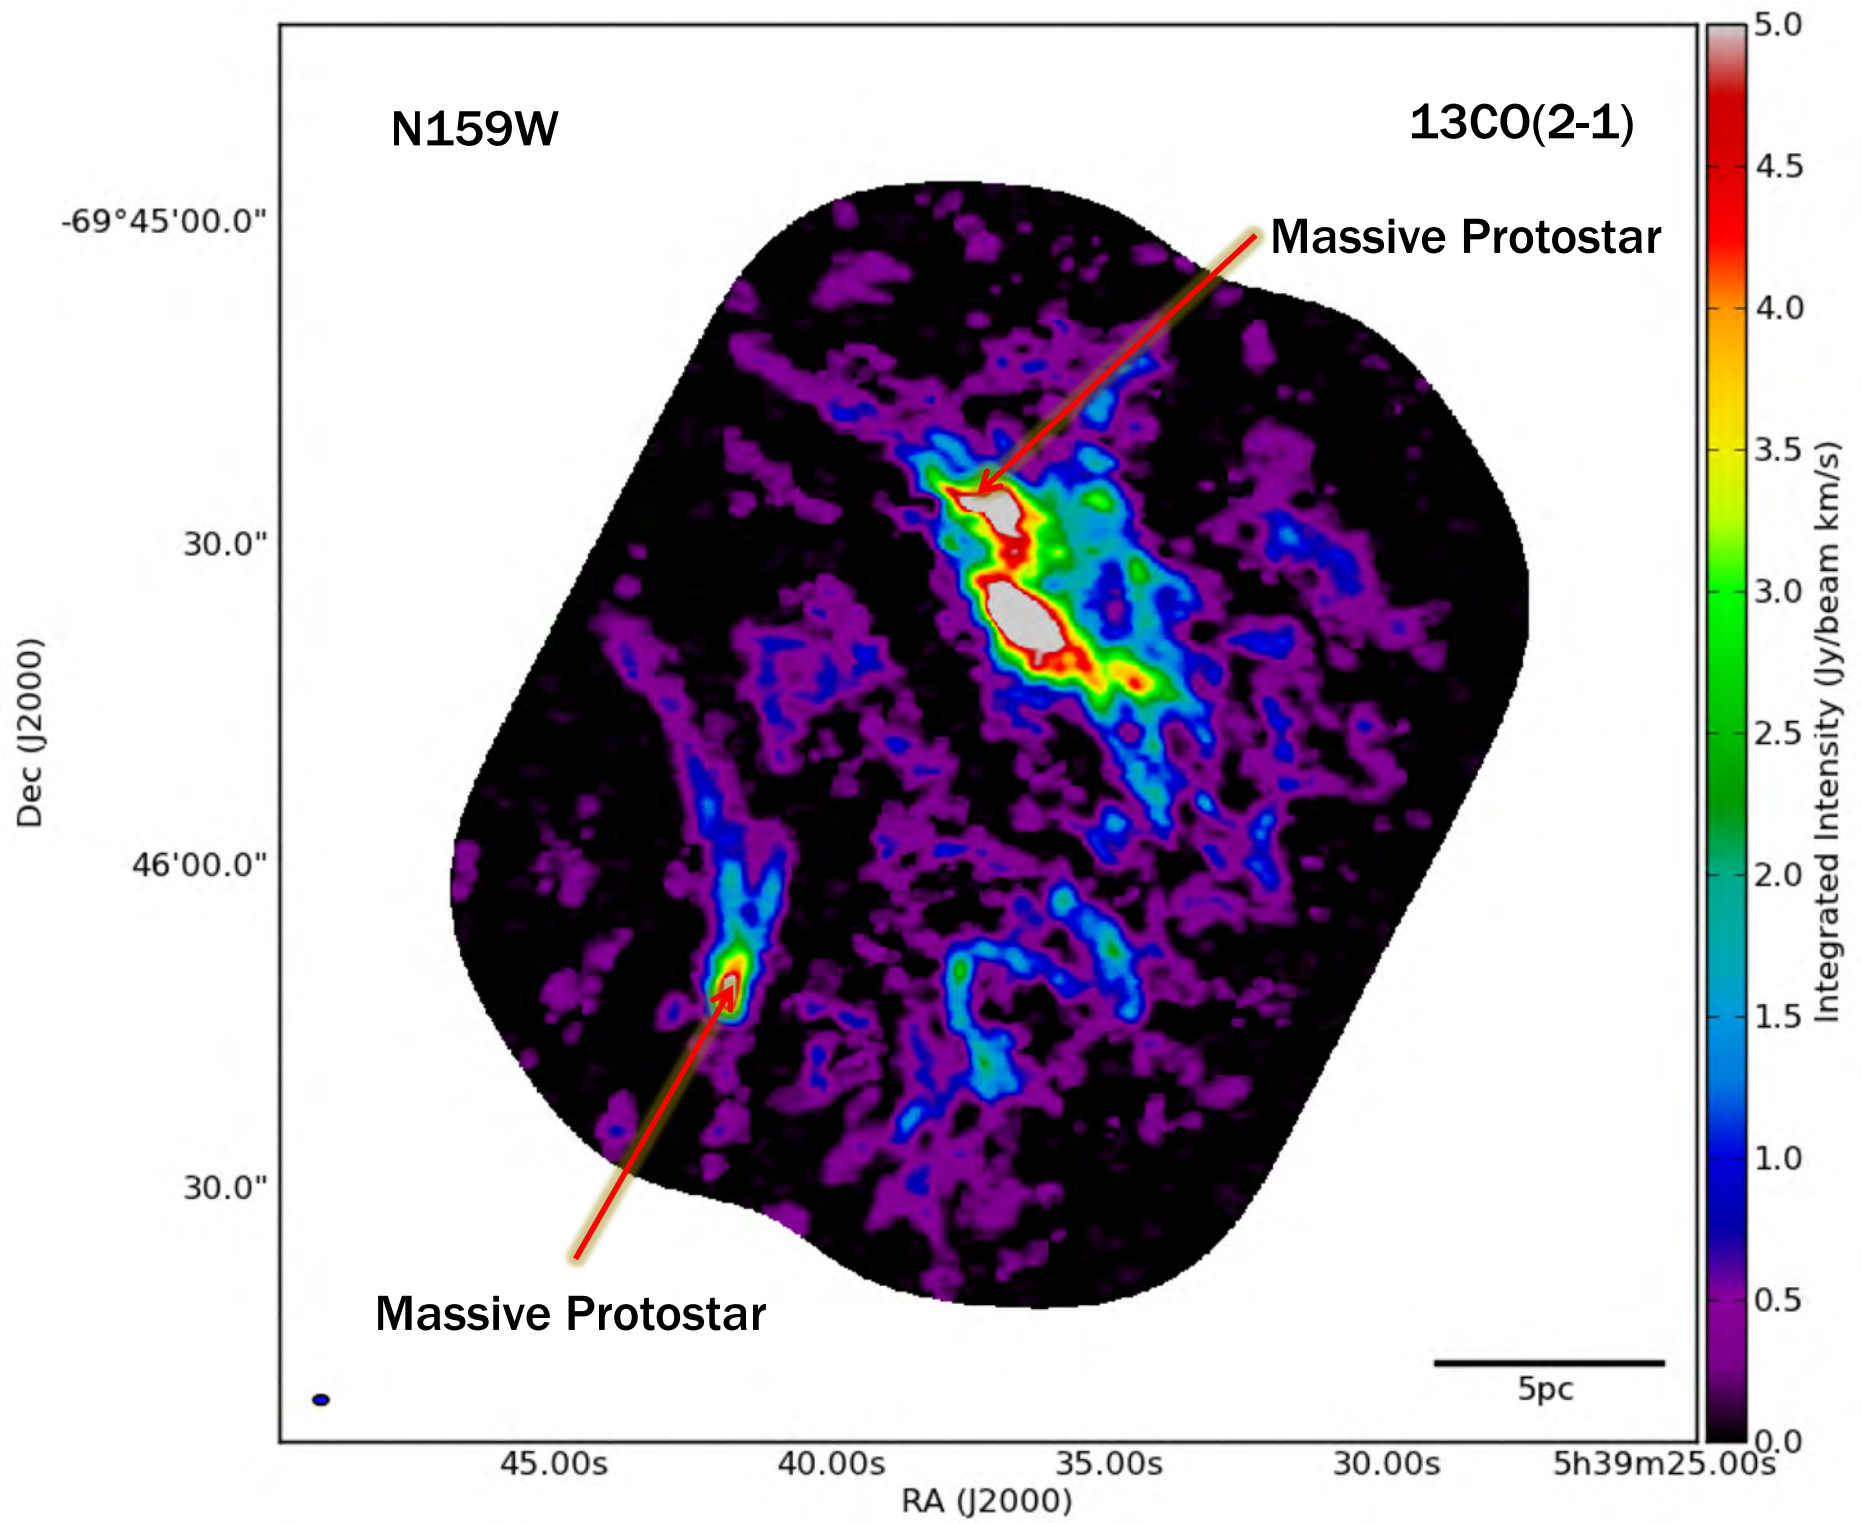 N159W
13CO(2-1)
Massive Protostar
Massive Protostar
-69°45'00.0"
30.0"
46'00.0"
30.0"
Dec (J2000)
45.00s
40.00s
35.00s
30.00s
5h39m25.00s
RA (J2000)
5pc
5.0
4.5
4.0
3.5
3.0
2.5
2.0
1.5
1.0
0.5
0.0
Integrated Intensity (Jy/beam km/s)